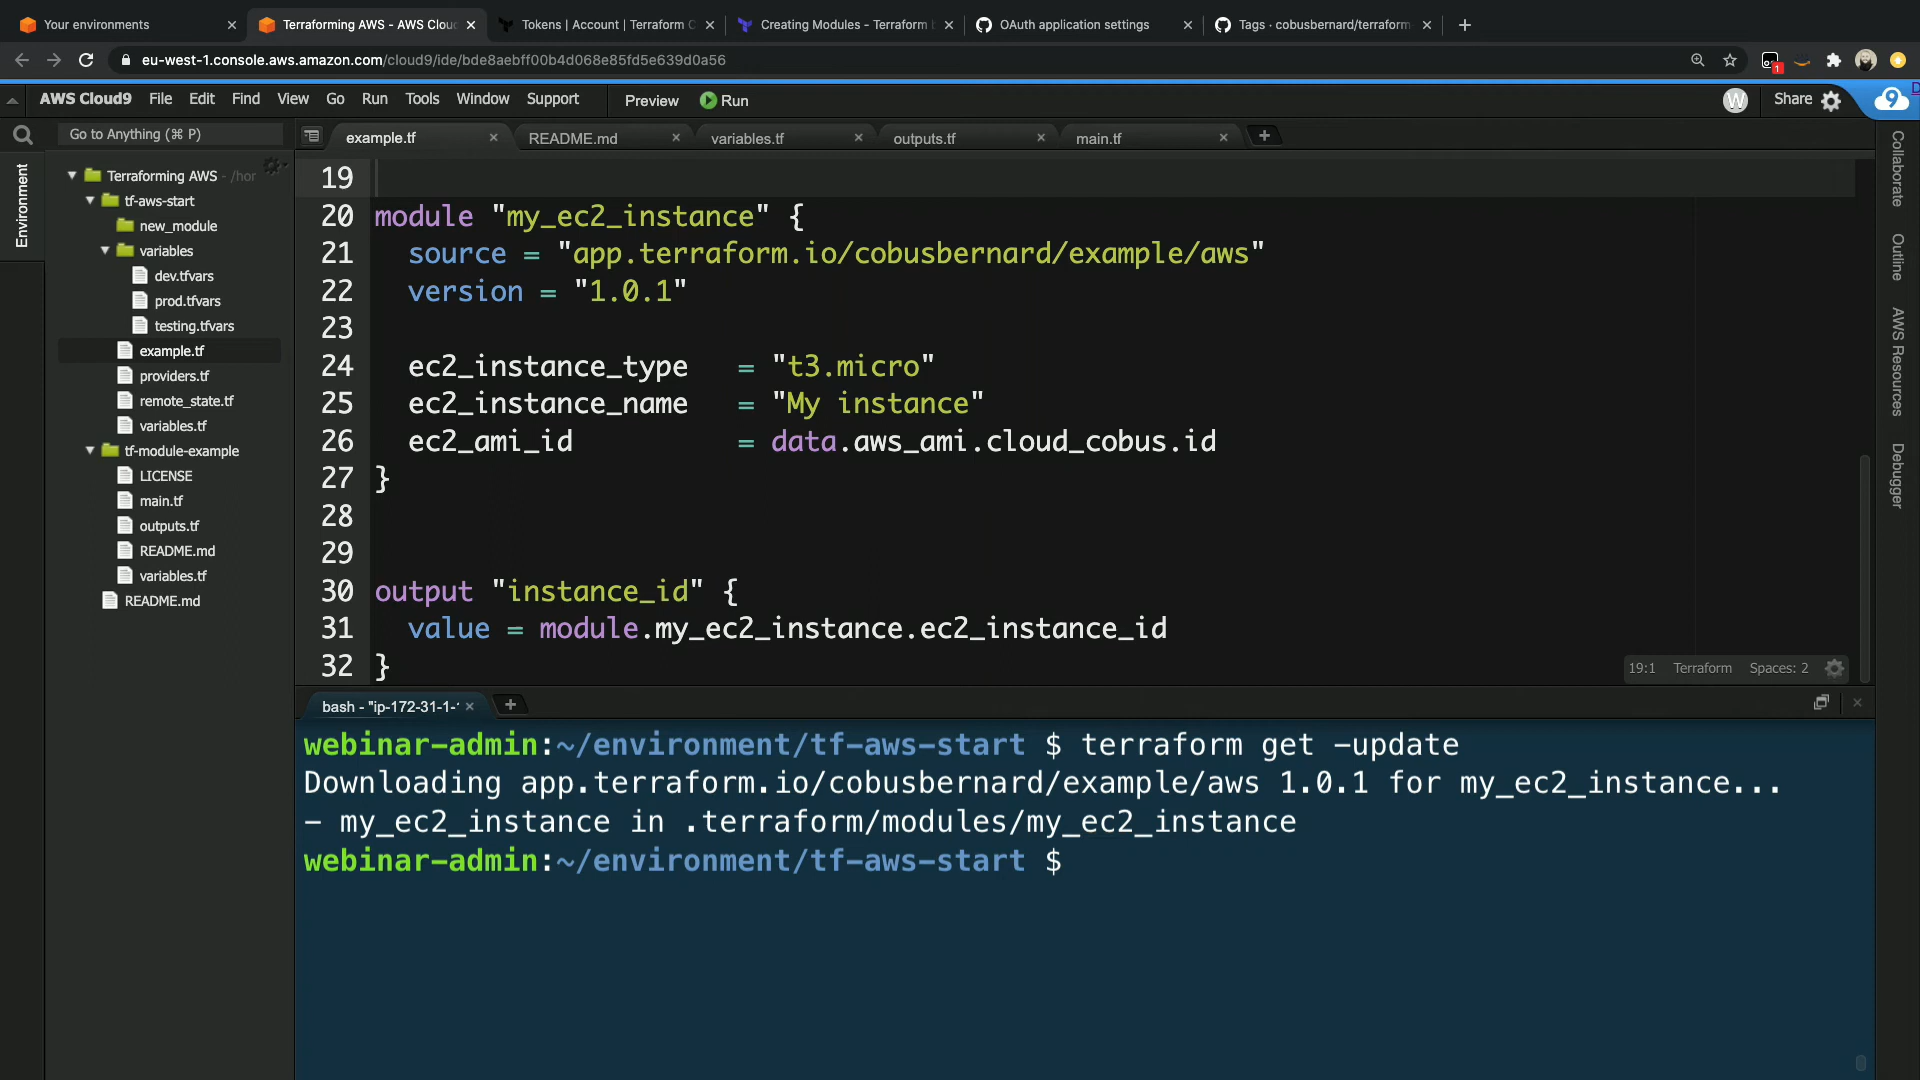 Your environments
Terraforming AWS - AWS Clou
Tokens | Account | Terraform C
Creating Modules - Terraform b
OAuth application settings
Tags · cobusbernard/terraform
eu-west-1.console.aws.amazon.com/cloud9/ide/bde8aebff00b4d068e85fd5e639d0a56
1
AWS Cloud9 File Edit Find View Go Run Tools Window Support Preview Run W Share 9
Go to Anything (⌘ P)
example.tf README.md variables.tf outputs.tf main.tf
Environment
Terraforming AWS - /hor
tf-aws-start
new_module
variables
dev.tfvars
prod.tfvars
testing.tfvars
example.tf
providers.tf
remote_state.tf
variables.tf
tf-module-example
LICENSE
main.tf
outputs.tf
README.md
variables.tf
README.md
19
20 module "my_ec2_instance" {
21 source = "app.terraform.io/cobusbernard/example/aws"
22 version = "1.0.1"
23
24 ec2_instance_type = "t3.micro"
25 ec2_instance_name = "My instance"
26 ec2_ami_id = data.aws_ami.cloud_cobus.id
27 }
28
29
30 output "instance_id" {
31 value = module.my_ec2_instance.ec2_instance_id
32 }
19:1 Terraform Spaces: 2
Collaborate
Outline
AWS Resources
Debugger
bash - "ip-172-31-1-
webinar-admin:~/environment/tf-aws-start $ terraform get -update
Downloading app.terraform.io/cobusbernard/example/aws 1.0.1 for my_ec2_instance...
- my_ec2_instance in .terraform/modules/my_ec2_instance
webinar-admin:~/environment/tf-aws-start $